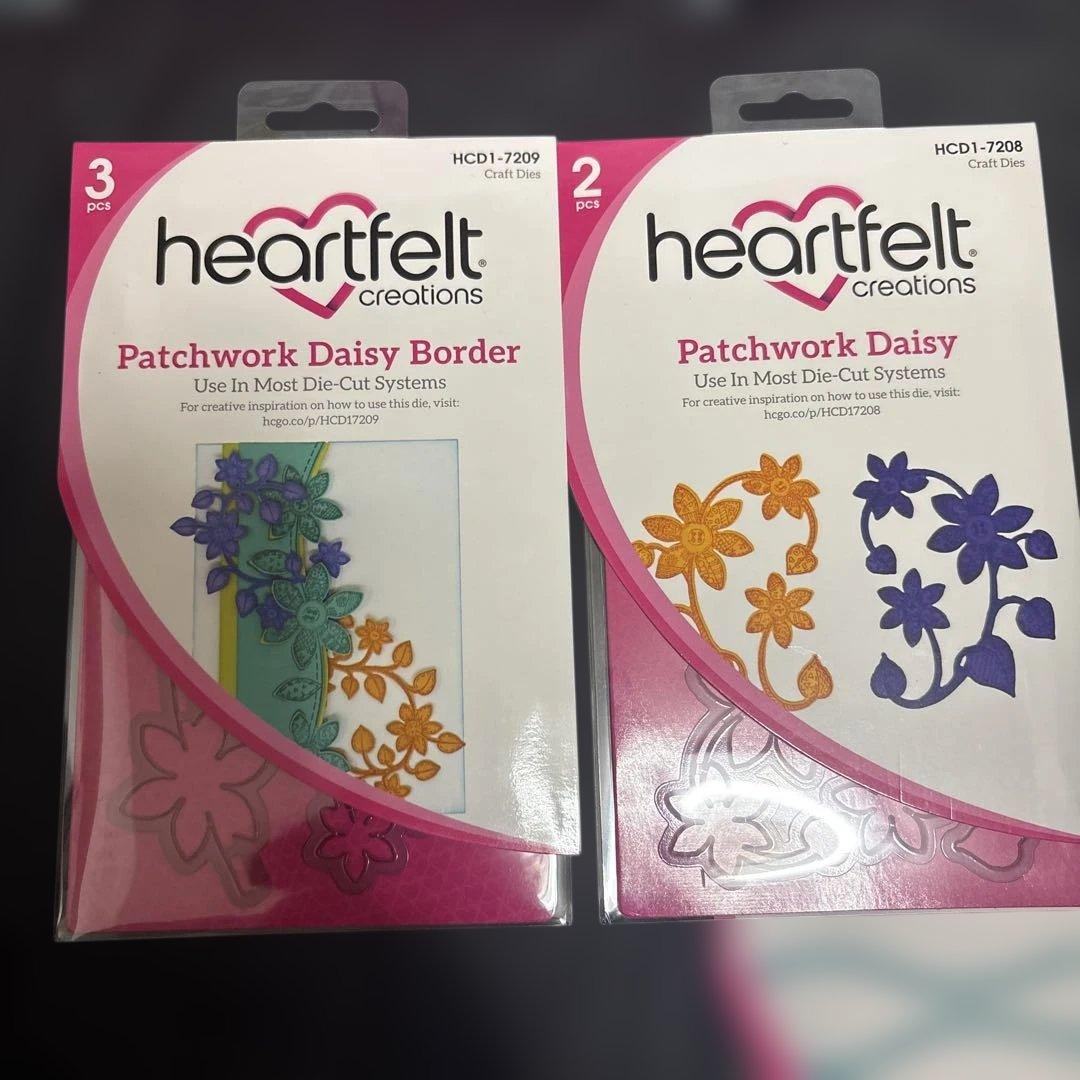 3
pcs
HCD1-7209
Craft Dies
heartfelt®
creations
Patchwork Daisy Border
Use In Most Die-Cut Systems
For creative inspiration on how to use this die, visit:
hcgo.co/p/HCD17209
2
pcs
HCD1-7208
Craft Dies
heartfelt®
creations
Patchwork Daisy
Use In Most Die-Cut Systems
For creative inspiration on how to use this die, visit:
hcgo.co/p/HCD17208